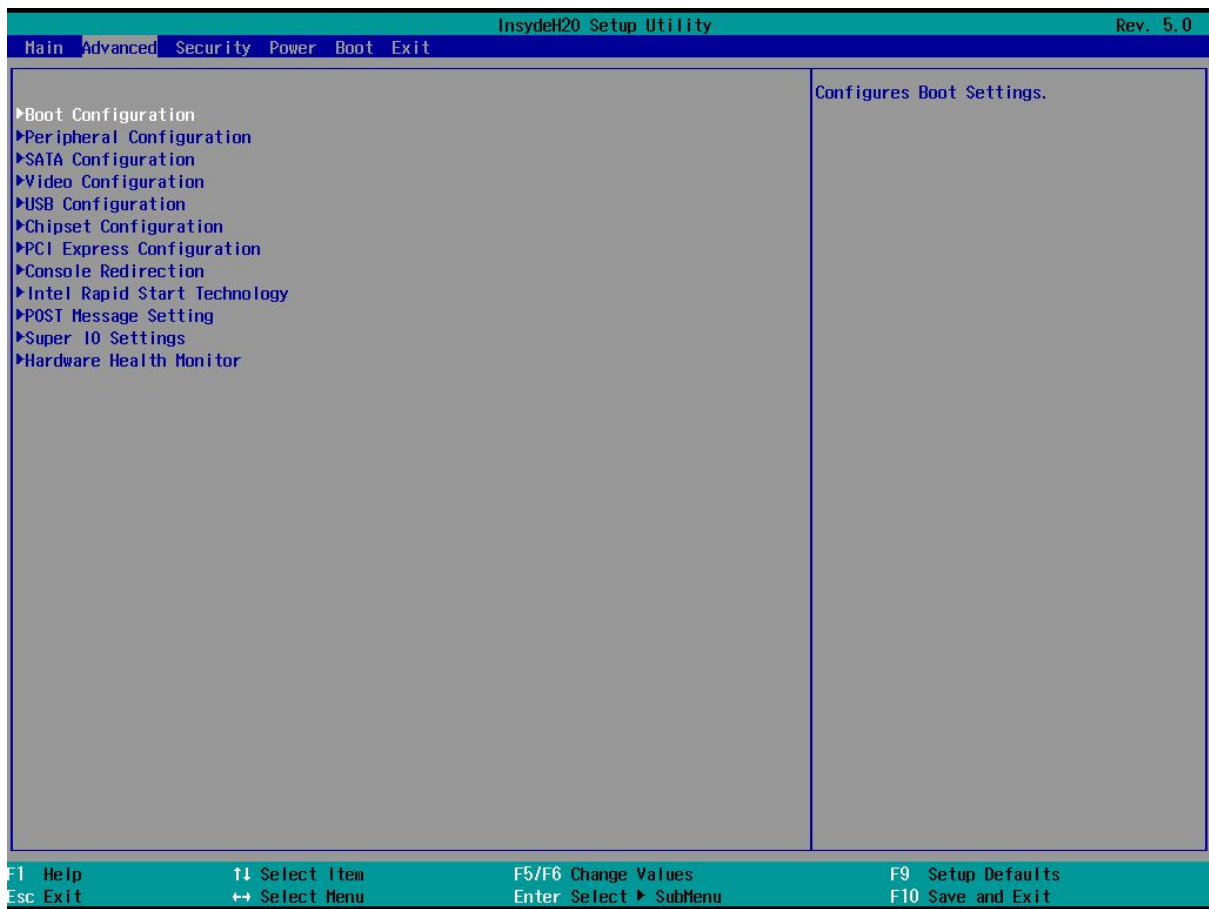 InsydeH20 Setup Utility Rev. 5.0
Main Advanced Security Power Boot Exit
Configures Boot Settings.
▶Boot Configuration
▶Peripheral Configuration
▶SATA Configuration
▶Video Configuration
▶USB Configuration
▶Chipset Configuration
▶PCI Express Configuration
▶Console Redirection
▶Intel Rapid Start Technology
▶POST Message Setting
▶Super IO Settings
▶Hardware Health Monitor
F1 Help ↑↓ Select Item F5/F6 Change Values F9 Setup Defaults
Esc Exit ←→ Select Menu Enter Select ▶ SubMenu F10 Save and Exit